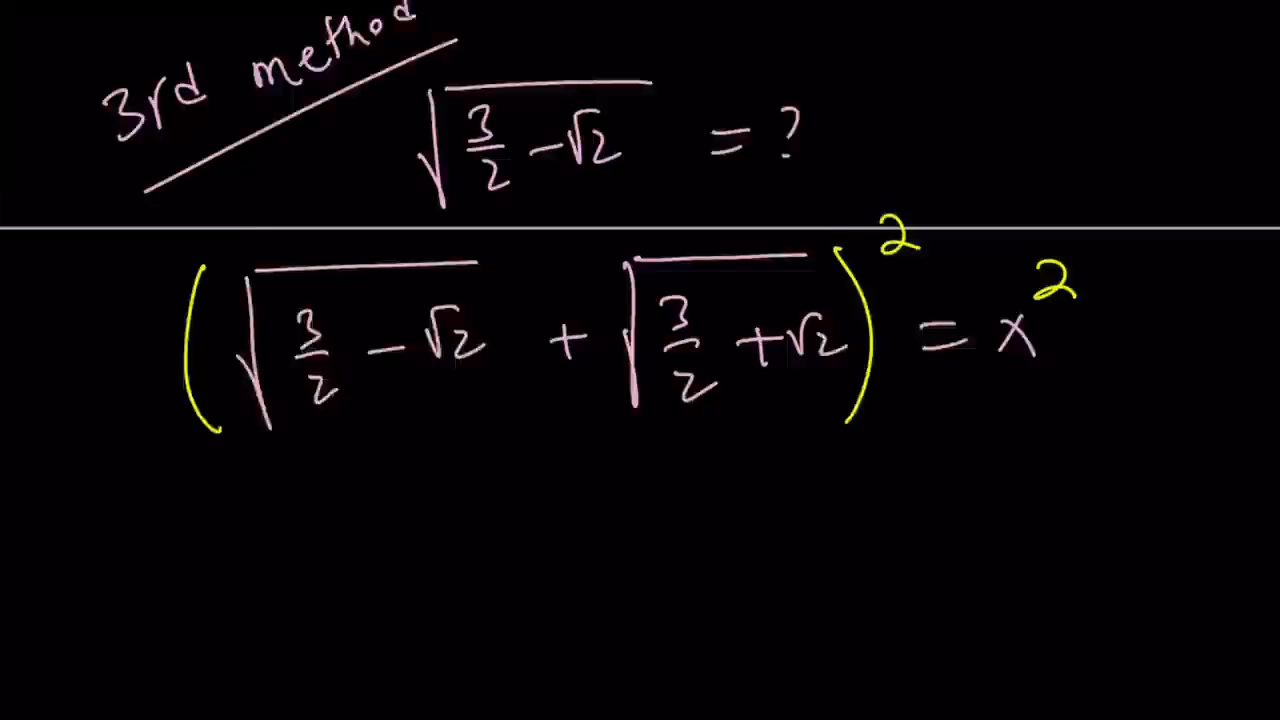 3rd method
√(3/2 - √2) = ?
(√(3/2 - √2) + √(3/2 + √2))² = x²